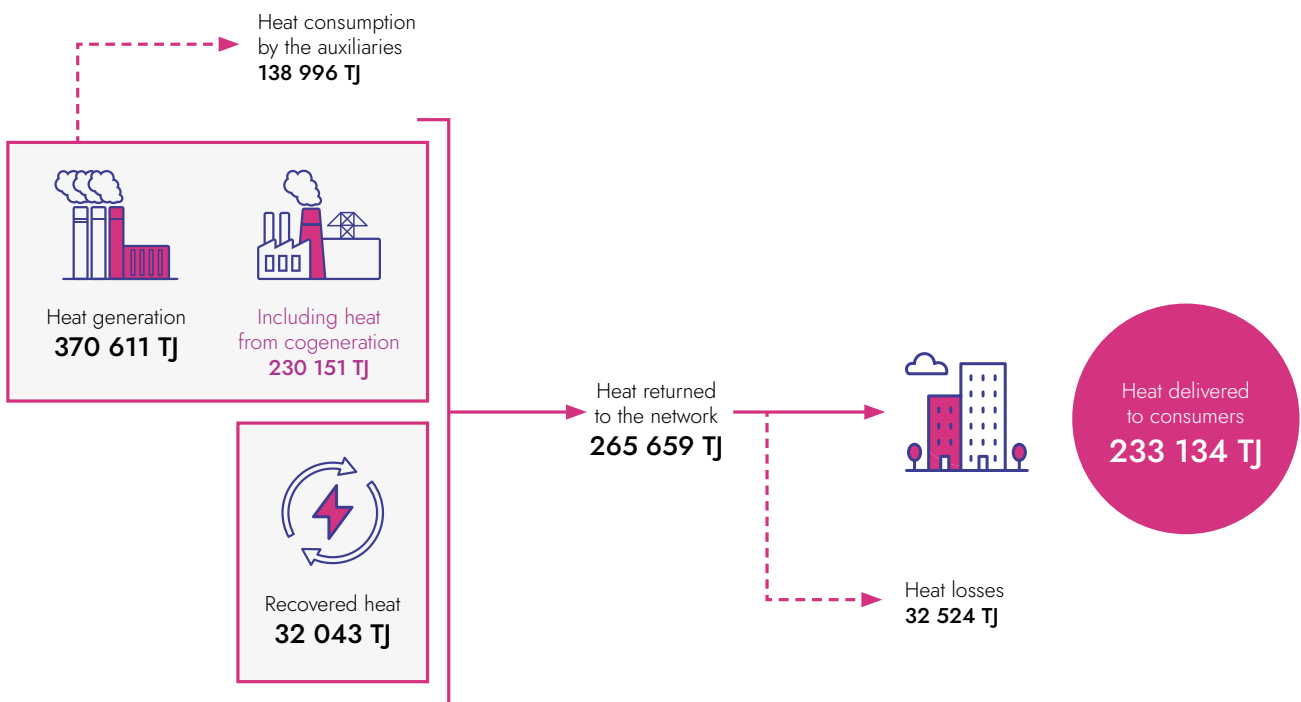 Heat consumption
by the auxiliaries
138 996 TJ
Heat generation
370 611 TJ
Including heat
from cogeneration
230 151 TJ
Recovered heat
32 043 TJ
Heat returned
to the network
265 659 TJ
Heat delivered
to consumers
233 134 TJ
Heat losses
32 524 TJ